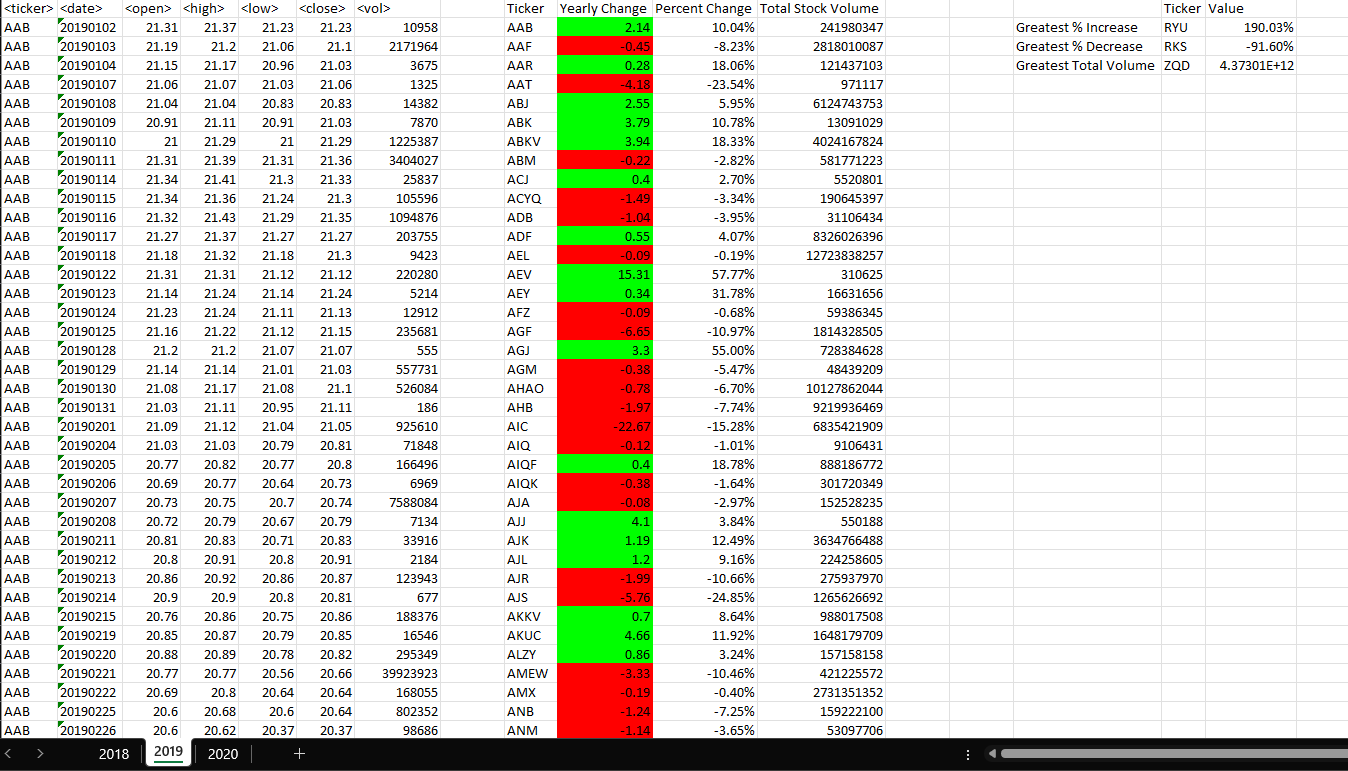 <ticker> <date> <open> <high> <low> <close> <vol> Ticker Yearly Change Percent Change Total Stock Volume Ticker Value
AAB 20190102 21.31 21.37 21.23 21.23 10958 AAB 2.14 10.04% 241980347 Greatest % Increase RYU 190.03%
AAB 20190103 21.19 21.2 21.06 21.1 2171964 AAF -0.45 -8.23% 2818010087 Greatest % Decrease RKS -91.60%
AAB 20190104 21.15 21.17 20.96 21.03 3675 AAR 0.28 18.06% 121437103 Greatest Total Volume ZQD 4.37301E+12
AAB 20190107 21.06 21.07 21.03 21.06 1325 AAT -4.18 -23.54% 971117
AAB 20190108 21.04 21.04 20.83 20.83 14382 ABJ 2.55 5.95% 6124743753
AAB 20190109 20.91 21.11 20.91 21.03 7870 ABK 3.79 10.78% 13091029
AAB 20190110 21 21.29 21 21.29 1225387 ABKV 3.94 18.33% 4024167824
AAB 20190111 21.31 21.39 21.31 21.36 3404027 ABM -0.22 -2.82% 581771223
AAB 20190114 21.34 21.41 21.3 21.33 25837 ACJ 0.4 2.70% 5520801
AAB 20190115 21.34 21.36 21.24 21.3 105596 ACYQ -1.49 -3.34% 190645397
AAB 20190116 21.32 21.43 21.29 21.35 1094876 ADB -1.04 -3.95% 31106434
AAB 20190117 21.27 21.37 21.27 21.27 203755 ADF 0.55 4.07% 8326026396
AAB 20190118 21.18 21.32 21.18 21.3 9423 AEL -0.09 -0.19% 12723838257
AAB 20190122 21.31 21.31 21.12 21.12 220280 AEV 15.31 57.77% 310625
AAB 20190123 21.14 21.24 21.14 21.24 5214 AEY 0.34 31.78% 16631656
AAB 20190124 21.23 21.24 21.11 21.13 12912 AFZ -0.09 -0.68% 59386345
AAB 20190125 21.16 21.22 21.12 21.15 235681 AGF -6.65 -10.97% 1814328505
AAB 20190128 21.2 21.2 21.07 21.07 555 AGJ 3.3 55.00% 728384628
AAB 20190129 21.14 21.14 21.01 21.03 557731 AGM -0.38 -5.47% 48439209
AAB 20190130 21.08 21.17 21.08 21.1 526084 AHAO -0.78 -6.70% 10127862044
AAB 20190131 21.03 21.11 20.95 21.11 186 AHB -1.97 -7.74% 9219936469
AAB 20190201 21.09 21.12 21.04 21.05 925610 AIC -22.67 -15.28% 6835421909
AAB 20190204 21.03 21.03 20.79 20.81 71848 AIQ -0.12 -1.01% 9106431
AAB 20190205 20.77 20.82 20.77 20.8 166496 AIQF 0.4 18.78% 888186772
AAB 20190206 20.69 20.77 20.64 20.73 6969 AIQK -0.38 -1.64% 301720349
AAB 20190207 20.73 20.75 20.7 20.74 7588084 AJA -0.08 -2.97% 152528235
AAB 20190208 20.72 20.79 20.67 20.79 7134 AJJ 4.1 3.84% 550188
AAB 20190211 20.81 20.83 20.71 20.83 33916 AJK 1.19 12.49% 3634766488
AAB 20190212 20.8 20.91 20.8 20.91 2184 AJL 1.2 9.16% 224258605
AAB 20190213 20.86 20.92 20.86 20.87 123943 AJR -1.99 -10.66% 275937970
AAB 20190214 20.9 20.9 20.8 20.81 677 AJS -5.76 -24.85% 1265626692
AAB 20190215 20.76 20.86 20.75 20.86 188376 AKKV 0.7 8.64% 988017508
AAB 20190219 20.85 20.87 20.79 20.85 16546 AKUC 4.66 11.92% 1648179709
AAB 20190220 20.88 20.89 20.78 20.82 295349 ALZY 0.86 3.24% 157158158
AAB 20190221 20.77 20.77 20.56 20.66 39923923 AMEW -3.33 -10.46% 421225572
AAB 20190222 20.69 20.8 20.64 20.64 168055 AMX -0.19 -0.40% 2731351352
AAB 20190225 20.6 20.68 20.6 20.64 802352 ANB -1.24 -7.25% 159222100
AAB 20190226 20.6 20.62 20.37 20.37 98686 ANM -1.14 -3.65% 53097706
2018 2019 2020